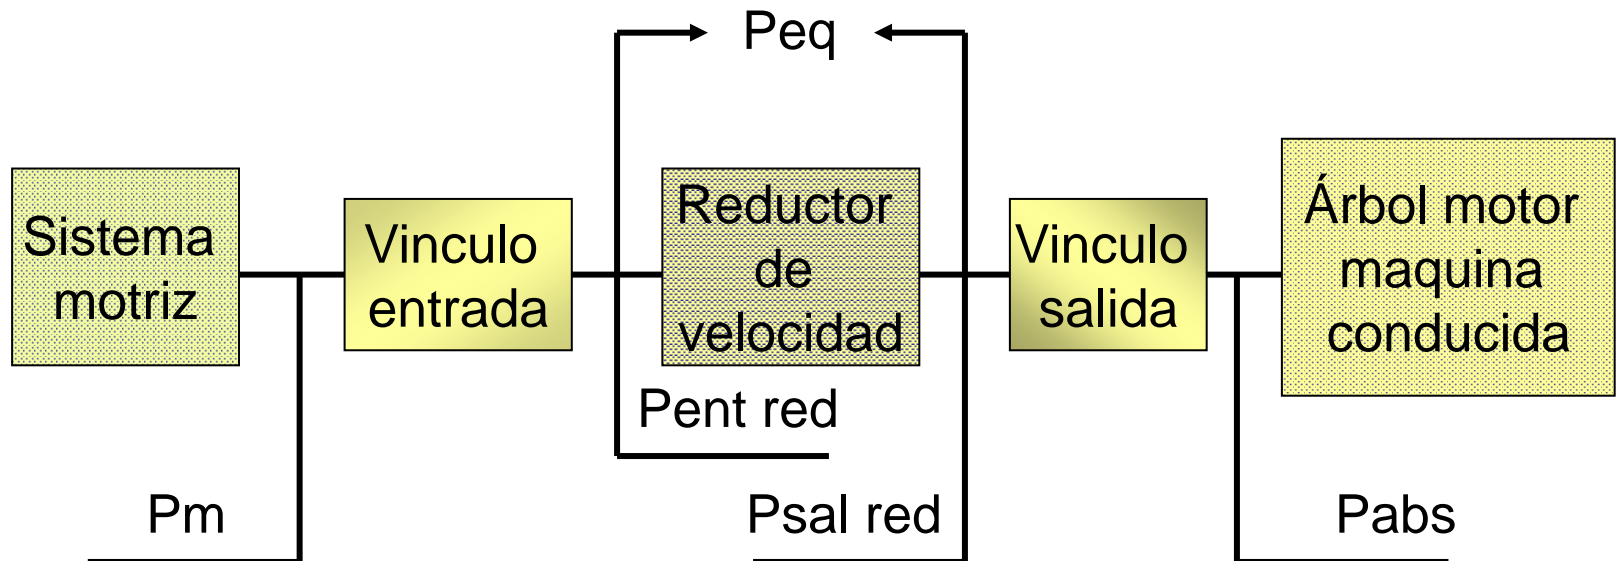 Peq
Sistema
motriz
Vinculo
entrada
Reductor
de
velocidad
Vinculo
salida
Árbol motor
maquina
conducida
Pent red
Pm
Psal red
Pabs